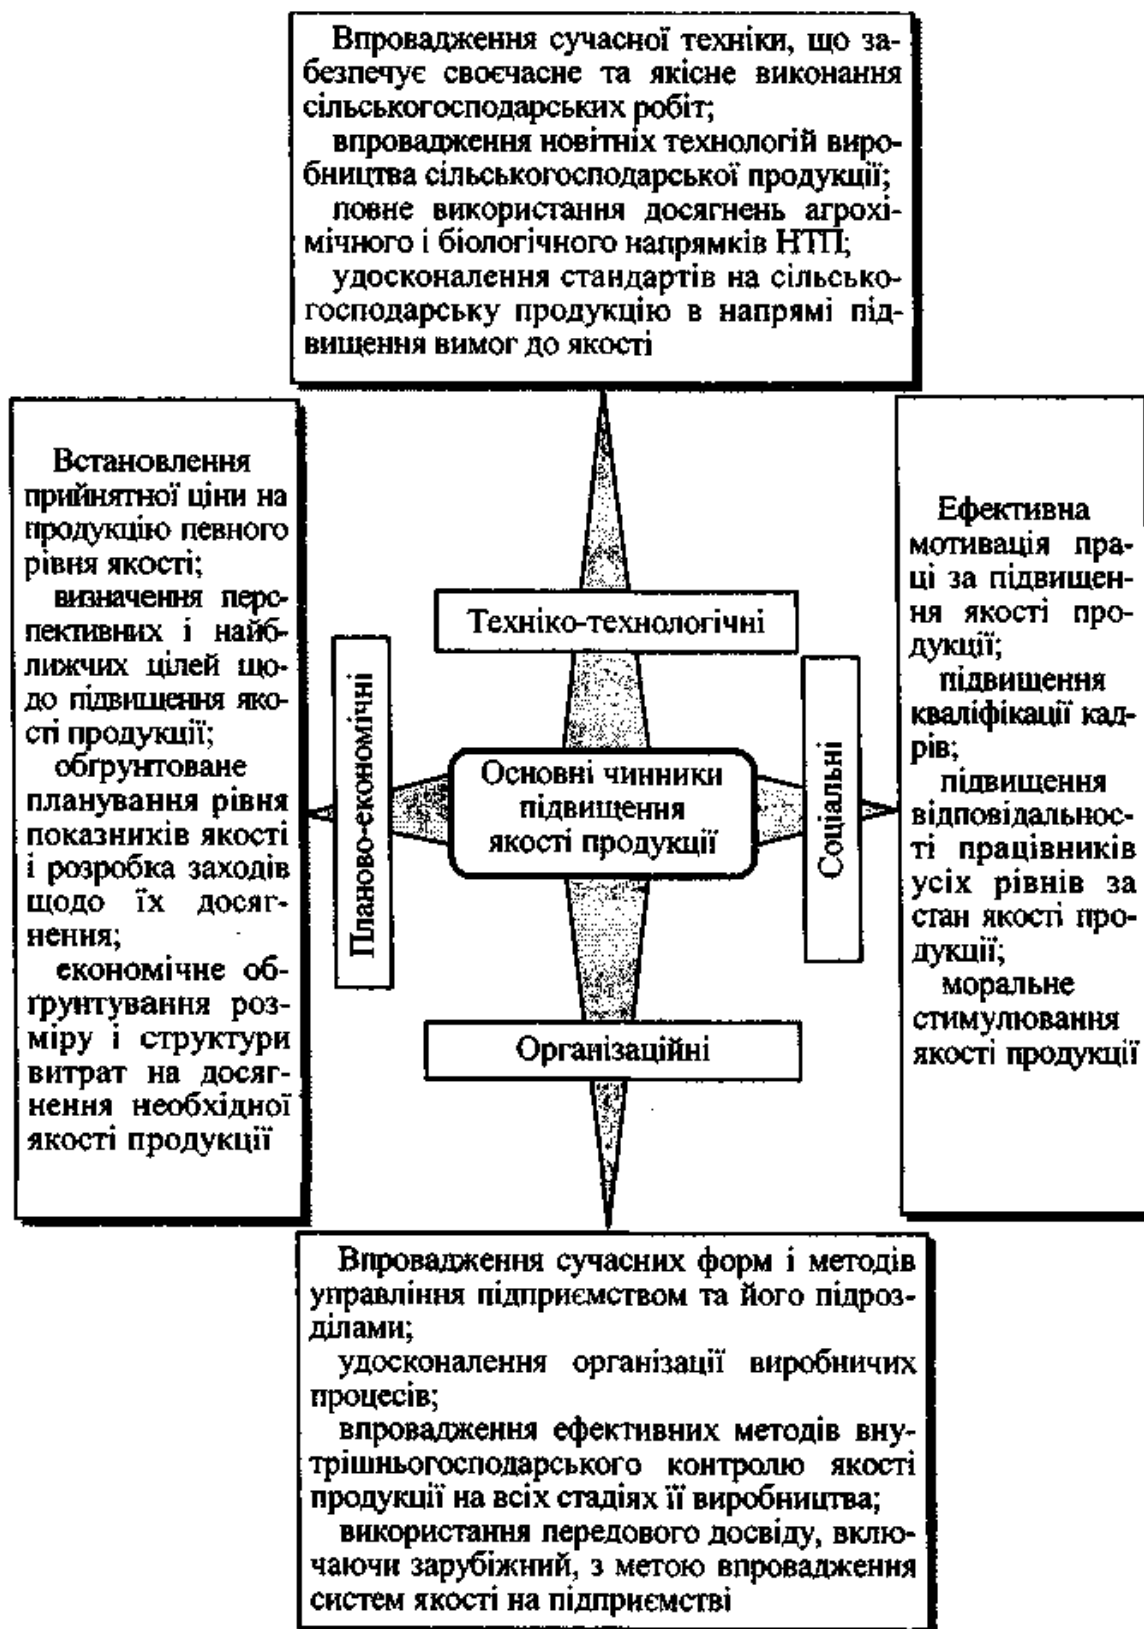 Впровадження сучасної техніки, що за-
безпечує своєчасне та якісне виконання
сільськогосподарських робіт;
впровадження новітніх технологій виро-
бництва сільськогосподарської продукції;
повне використання досягнень агрохі-
мічного і біологічного напрямків НТП;
удосконалення стандартів на сільсько-
господарську продукцію в напрямі під-
вищення вимог до якості
Встановлення
прийнятної ціни на
продукцію певного
рівня якості;
визначення перс-
пективних і найб-
лижчих цілей що-
до підвищення яко-
сті продукції;
обґрунтоване
планування рівня
показників якості
і розробка заходів
щодо їх досяг-
нення;
економічне об-
ґрунтування роз-
міру і структури
витрат на досяг-
нення необхідної
якості продукції
Планово-економічні
Техніко-технологічні
Основні чинники
підвищення
якості продукції
Організаційні
Соціальні
Ефективна
мотивація пра-
ці за підвищен-
ня якості про-
дукції;
підвищення
кваліфікації кад-
рів;
підвищення
відповідальнос-
ті працівників
усіх рівнів за
стан якості про-
дукції;
моральне
стимулювання
якості продукції
Впровадження сучасних форм і методів
управління підприємством та його підроз-
ділами;
удосконалення організації виробничих
процесів;
впровадження ефективних методів вну-
трішньогосподарського контролю якості
продукції на всіх стадіях її виробництва;
використання передового досвіду, вклю-
чаючи зарубіжний, з метою впровадження
систем якості на підприємстві